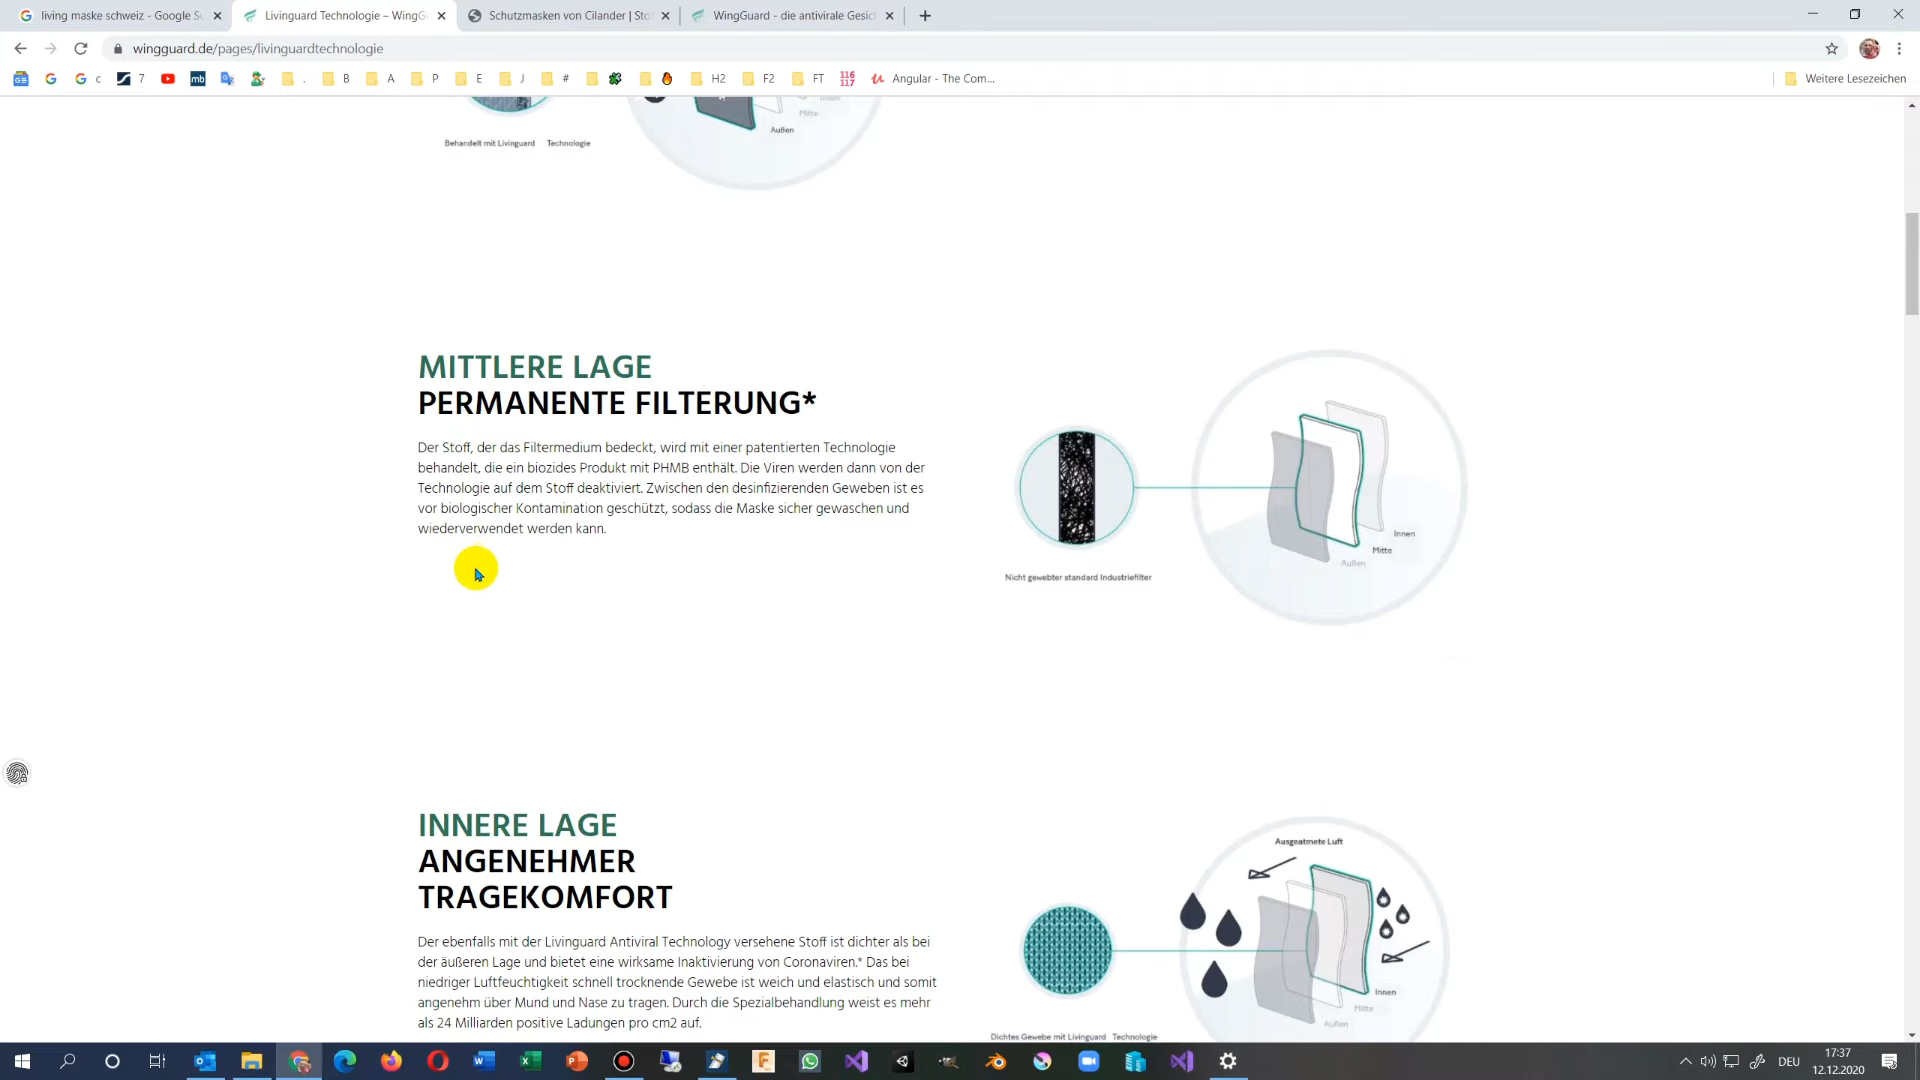 living maske schweiz - Google Su
Livinguard Technologie – WingG
Schutzmasken von Cilander | Sto
WingGuard - die antivirale Gesic
wingguard.de/pages/livinguardtechnologie
c
7
mb
.
B
A
P
E
J
#
H2
F2
FT
116
117
Angular - The Com...
Weitere Lesezeichen
Mitte
Außen
Behandelt mit Livinguard Technologie
MITTLERE LAGE
PERMANENTE FILTERUNG*
Der Stoff, der das Filtermedium bedeckt, wird mit einer patentierten Technologie
behandelt, die ein biozides Produkt mit PHMB enthält. Die Viren werden dann von der
Technologie auf dem Stoff deaktiviert. Zwischen den desinfizierenden Geweben ist es
vor biologischer Kontamination geschützt, sodass die Maske sicher gewaschen und
wiederverwendet werden kann.
Innen
Mitte
Außen
Nicht gewebter standard Industriefilter
INNERE LAGE
ANGENEHMER
TRAGEKOMFORT
Der ebenfalls mit der Livinguard Antiviral Technology versehene Stoff ist dichter als bei
der äußeren Lage und bietet eine wirksame Inaktivierung von Coronaviren.* Das bei
niedriger Luftfeuchtigkeit schnell trocknende Gewebe ist weich und elastisch und somit
angenehm über Mund und Nase zu tragen. Durch die Spezialbehandlung weist es mehr
als 24 Milliarden positive Ladungen pro cm2 auf.
Ausgeatmete Luft
Innen
Mitte
Außen
Dichtes Gewebe mit Livinguard Technologie
DEU
17:37
12.12.2020